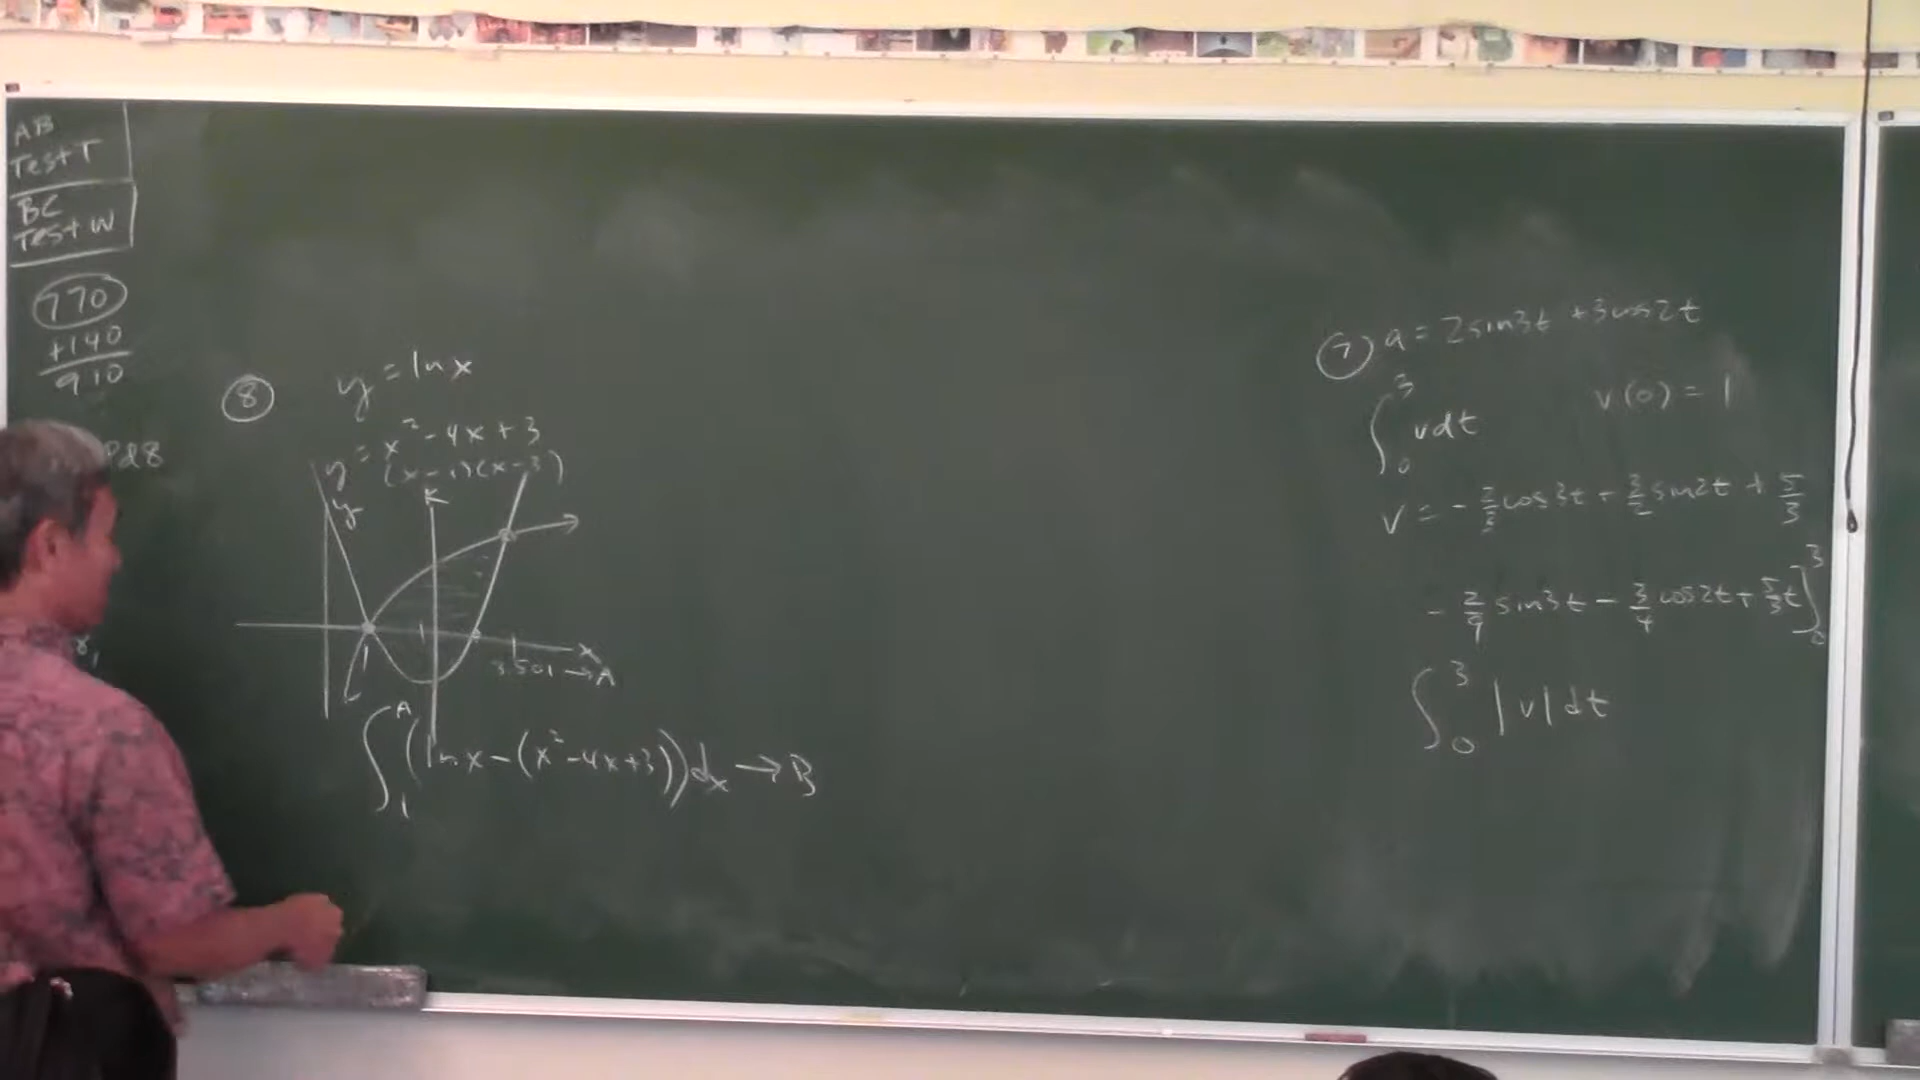 AB
Test T
BC
Test W
770
+140
910
Pd8
⑧ y = ln x
y = x² - 4x + 3
(x-1)(x-3)
y
K
1
x
3.501 → A
∫₁ᴬ (ln x - (x² - 4x + 3)) dx → B
⑦ a = 2sin3t + 3cos2t
∫₀³ v dt v(0) = 1
v = -2/3 cos3t + 3/2 sin2t + 5/3
- 2/9 sin3t - 3/4 cos2t + 5/3 t]₀³
∫₀³ |v| dt